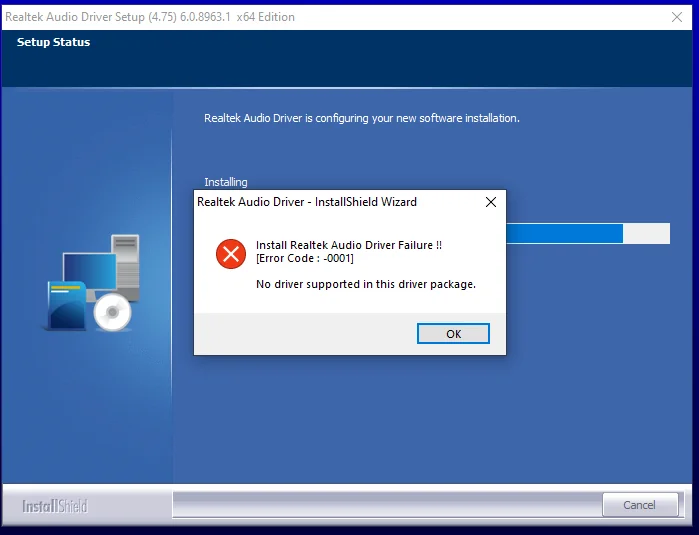 Realtek Audio Driver Setup (4.75) 6.0.8963.1  x64 Edition
Setup Status
Realtek Audio Driver is configuring your new software installation.
Installing
Realtek Audio Driver - InstallShield Wizard
Install Realtek Audio Driver Failure !!
[Error Code : -0001]
No driver supported in this driver package.
OK
InstallShield
Cancel